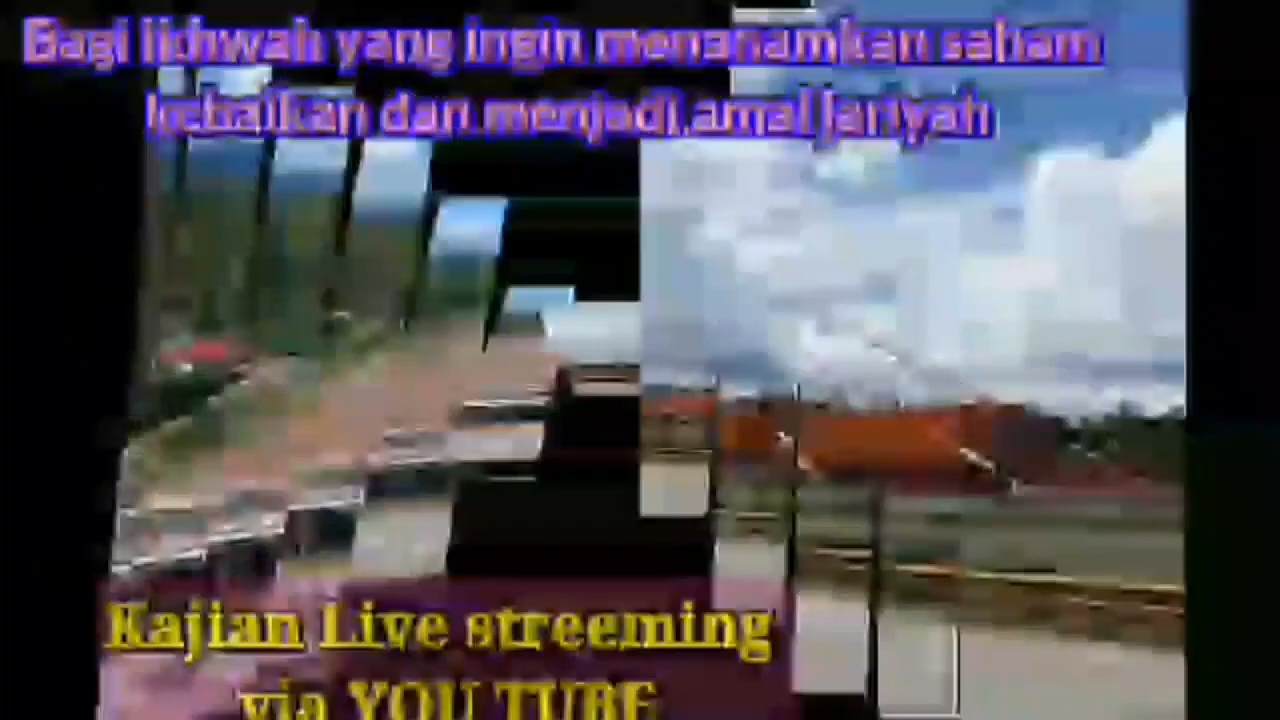 Bagi Ikhwah yang ingin menanamkan saham
kebaikan dan menjadi amal jariyah
Kajian Live streeming
via YOU TUBE